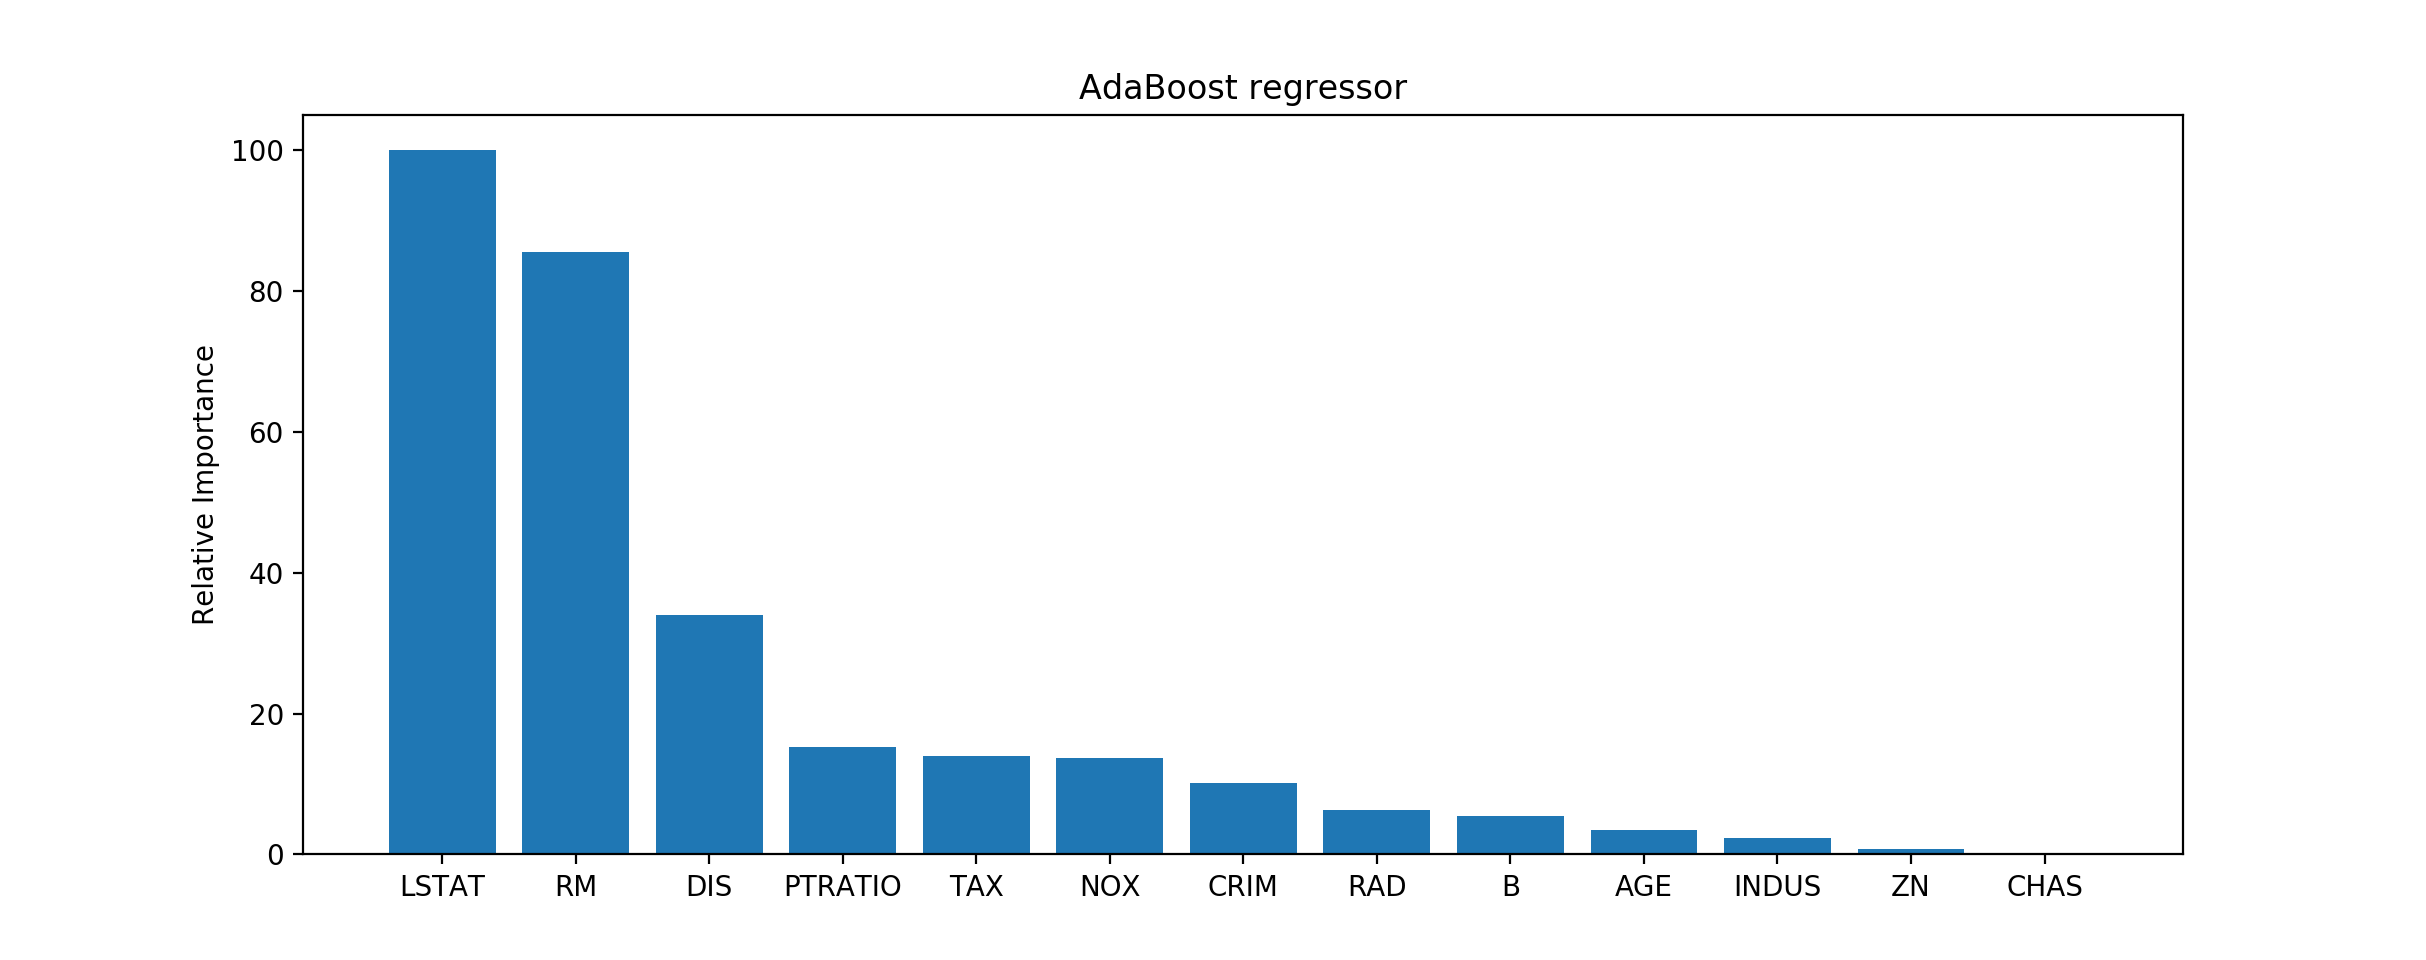 AdaBoost regressor
Relative Importance
100
80
60
40
20
0
LSTAT RM DIS PTRATIO TAX NOX CRIM RAD B AGE INDUS ZN CHAS